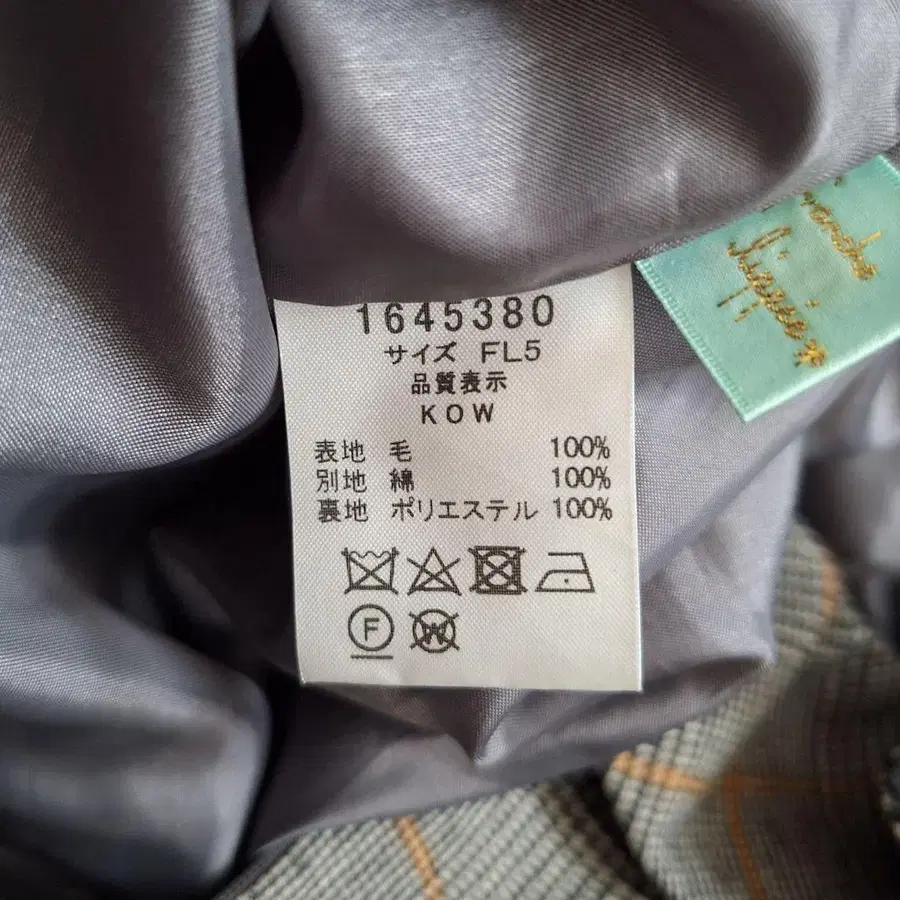 1645380
サイズ FL5
品質表示
KOW
表地 毛 100%
別地 綿 100%
裏地 ポリエステル 100%
F
W